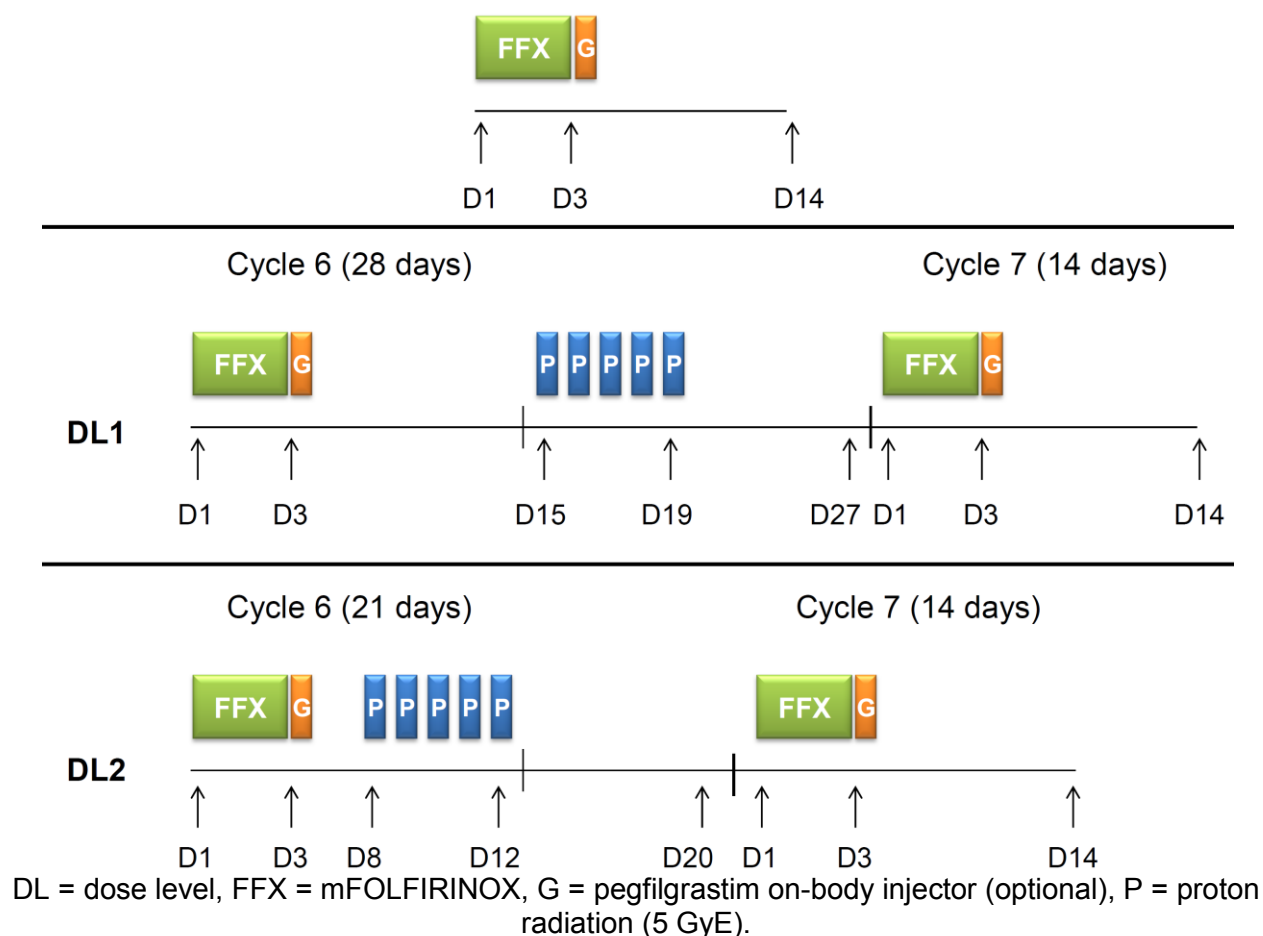 FFX G
D1 D3 D14
Cycle 6 (28 days) Cycle 7 (14 days)
FFX G P P P P P FFX G
DL1
D1 D3 D15 D19 D27 D1 D3 D14
Cycle 6 (21 days) Cycle 7 (14 days)
FFX G P P P P P FFX G
DL2
D1 D3 D8 D12 D20 D1 D3 D14
DL = dose level, FFX = mFOLFIRINOX, G = pegfilgrastim on-body injector (optional), P = proton
radiation (5 GyE).